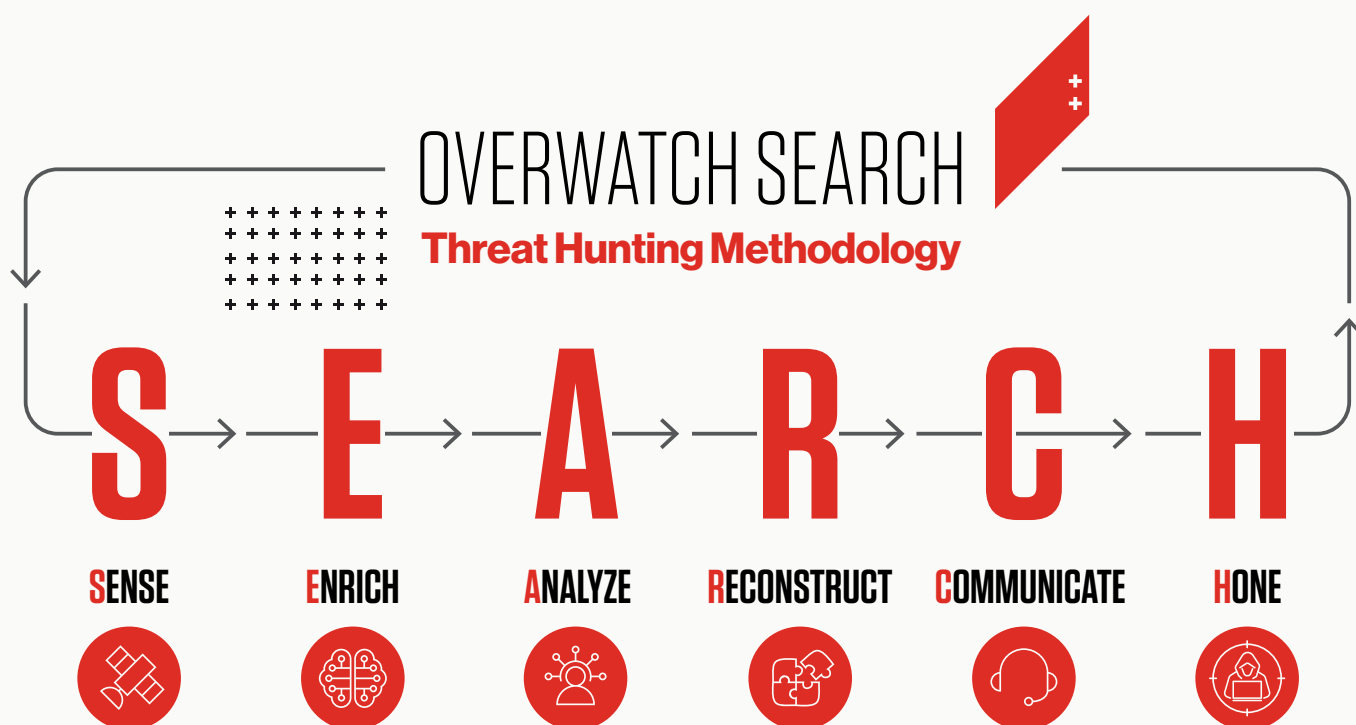 OVERWATCH SEARCH
Threat Hunting Methodology
S E A R C H
SENSE ENRICH ANALYZE RECONSTRUCT COMMUNICATE HONE